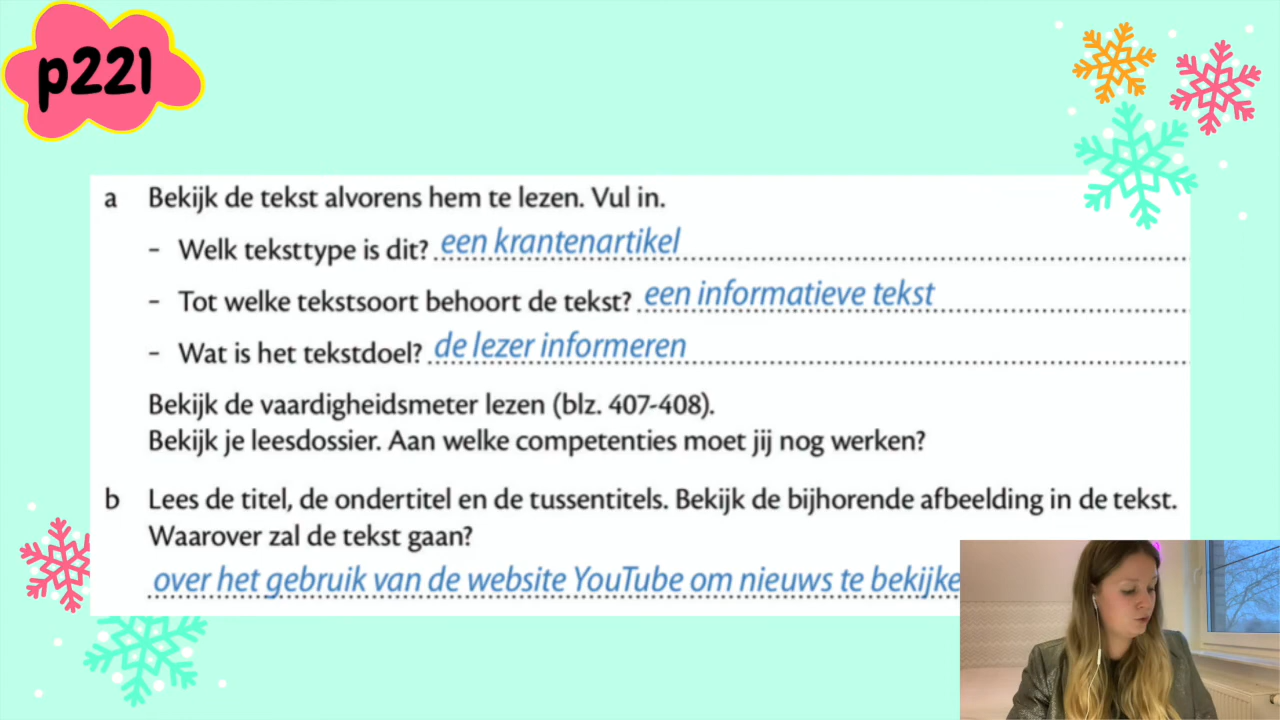 p221
a Bekijk de tekst alvorens hem te lezen. Vul in.
– Welk teksttype is dit? een krantenartikel
– Tot welke tekstsoort behoort de tekst? een informatieve tekst
– Wat is het tekstdoel? de lezer informeren
Bekijk de vaardigheidsmeter lezen (blz. 407-408).
Bekijk je leesdossier. Aan welke competenties moet jij nog werken?
b Lees de titel, de ondertitel en de tussentitels. Bekijk de bijhorende afbeelding in de tekst.
Waarover zal de tekst gaan?
over het gebruik van de website YouTube om nieuws te bekijke